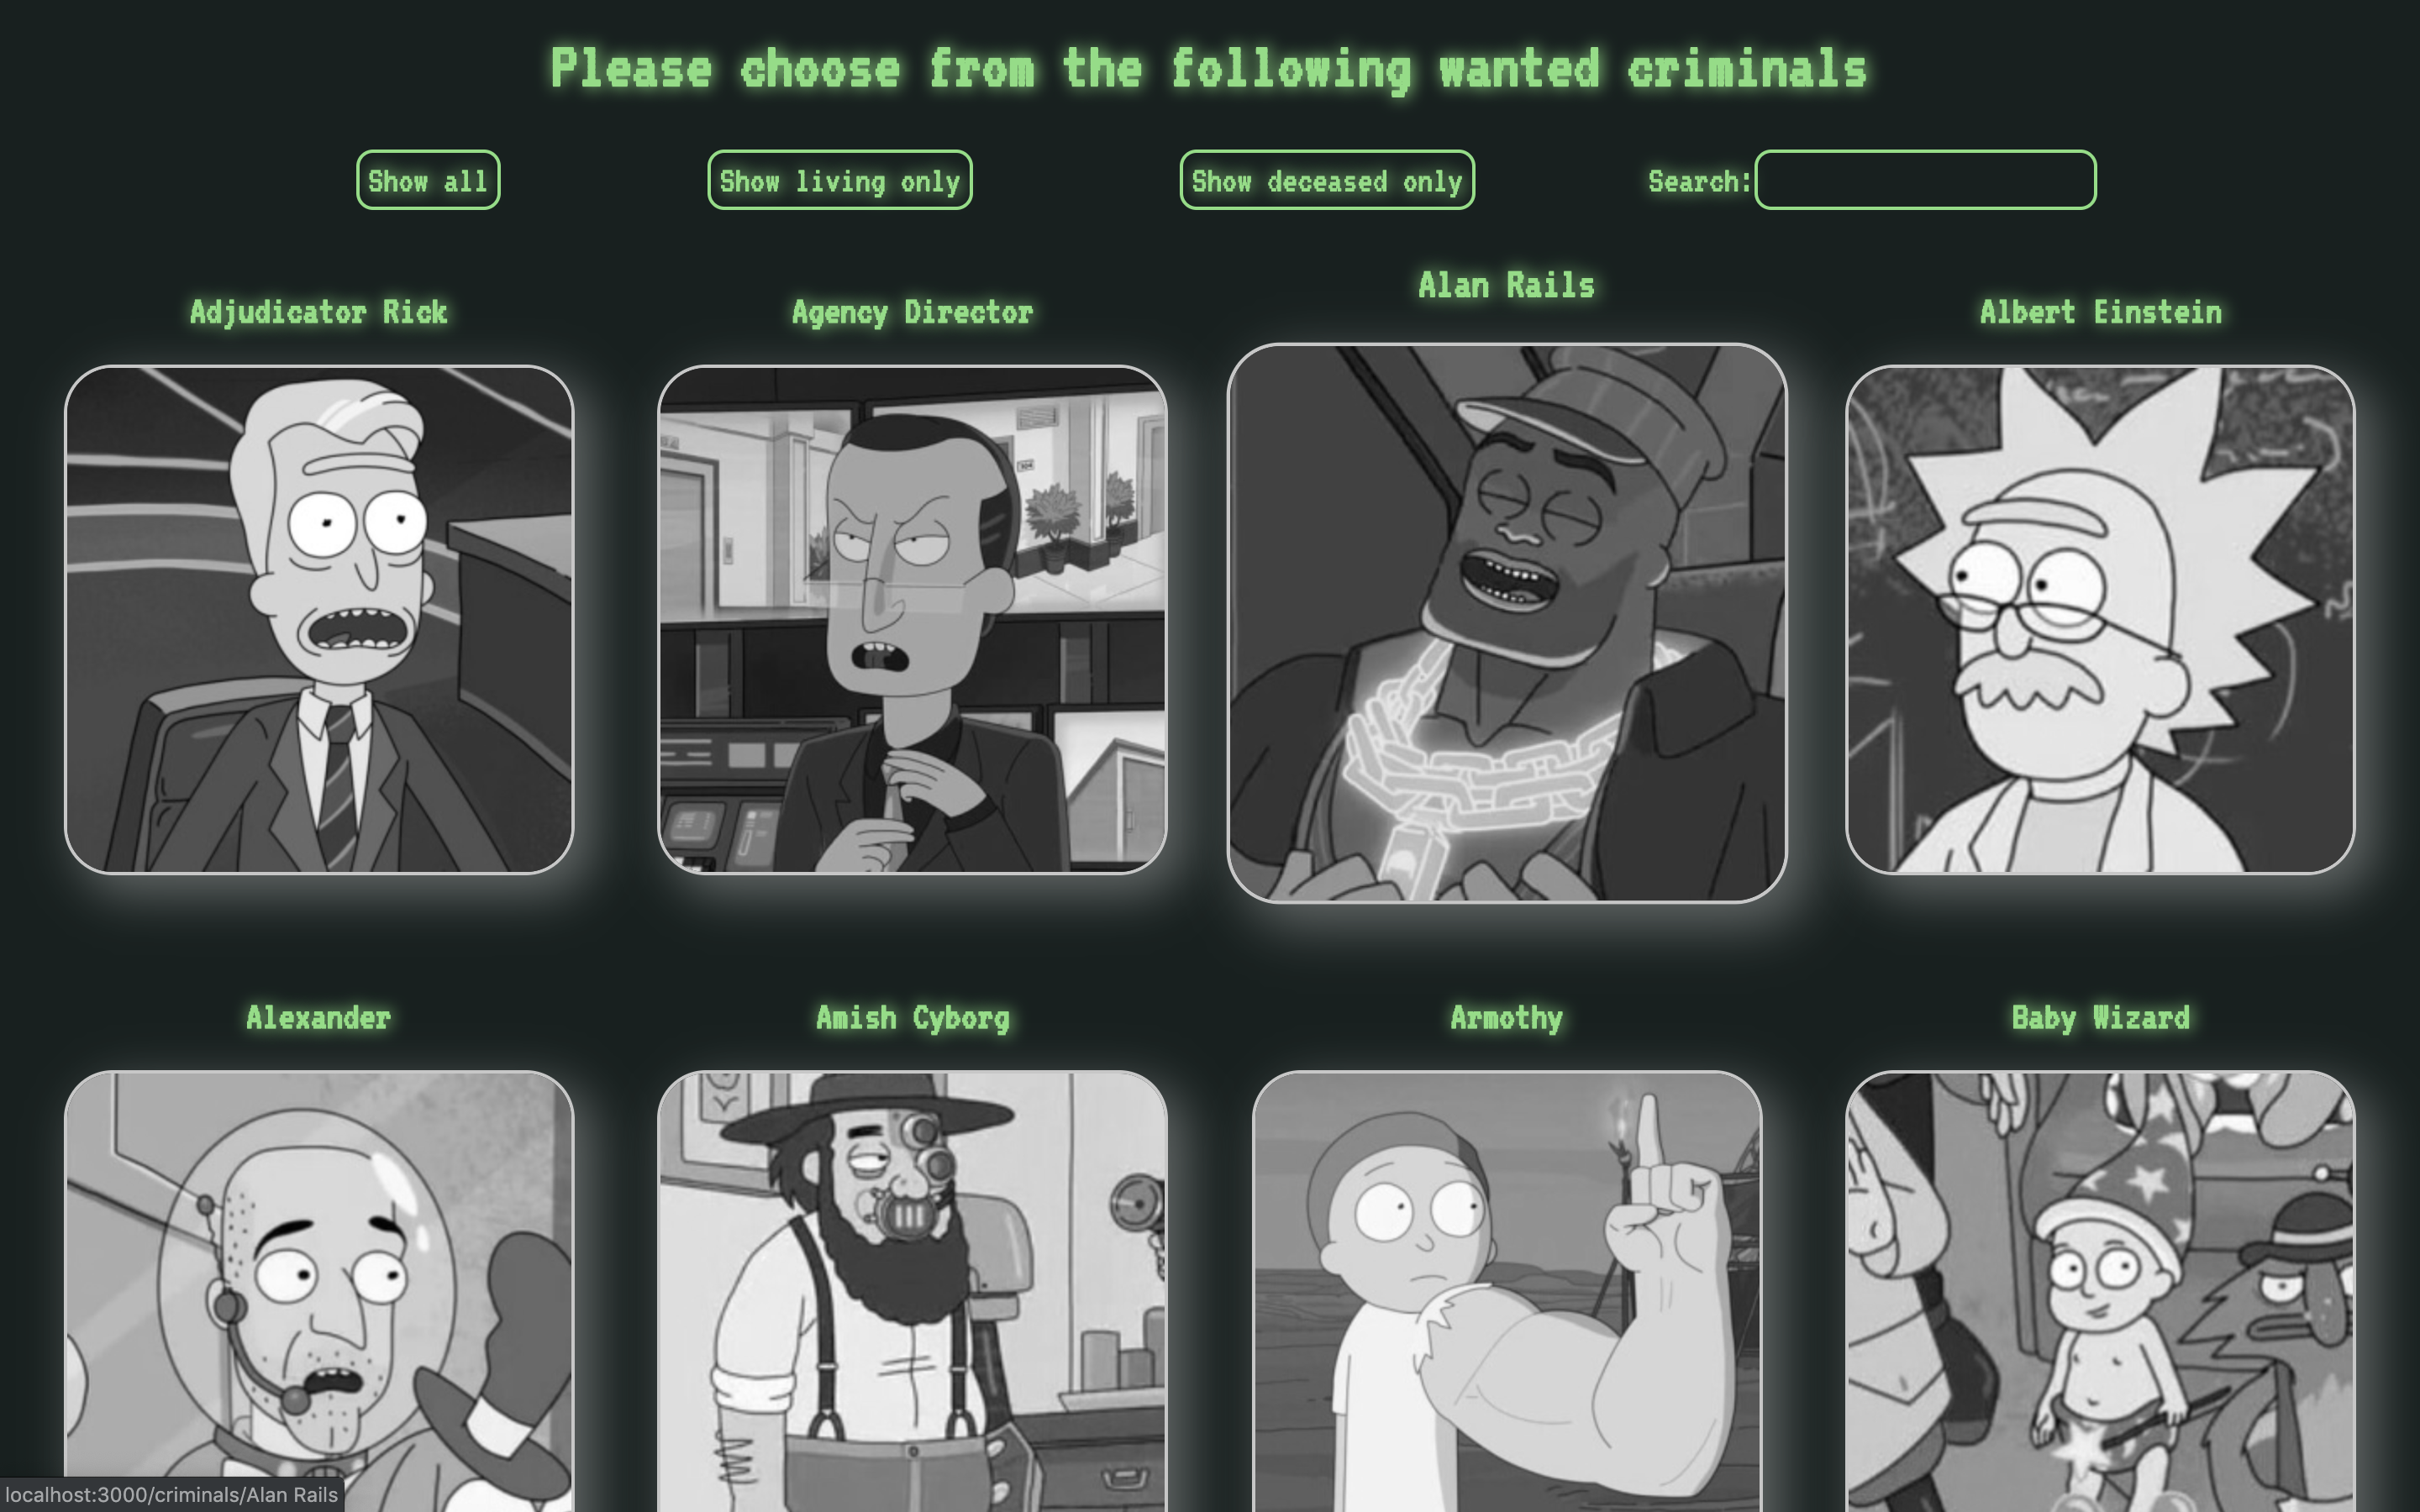 Please choose from the following wanted criminals
Show all
Show living only
Show deceased only
Search:
Adjudicator Rick
Agency Director
Alan Rails
Albert Einstein
Alexander
Amish Cyborg
Armothy
Baby Wizard
localhost:3000/criminals/Alan Rails